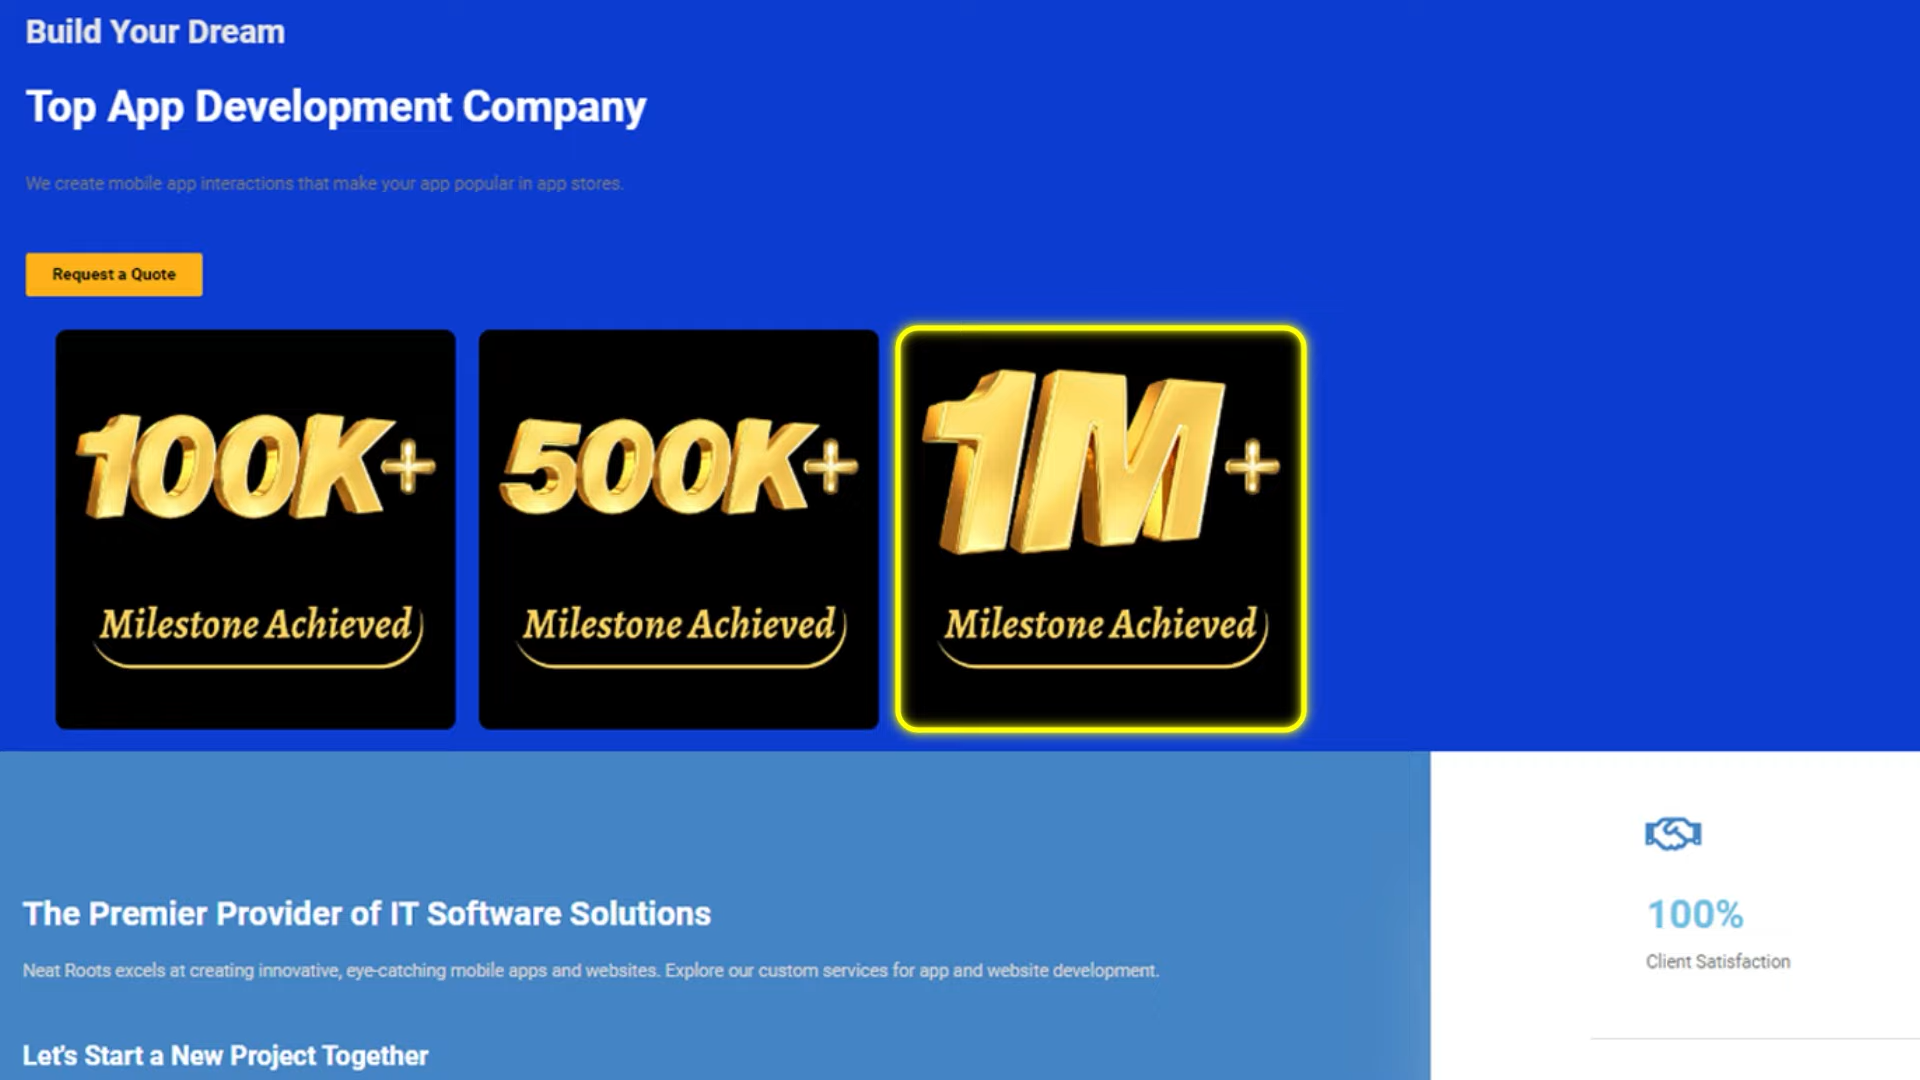 Build Your Dream
Top App Development Company
We create mobile app interactions that make your app popular in app stores.
Request a Quote
100K+
Milestone Achieved
500K+
Milestone Achieved
1M+
Milestone Achieved
The Premier Provider of IT Software Solutions
Neat Roots excels at creating innovative, eye-catching mobile apps and websites. Explore our custom services for app and website development.
Let's Start a New Project Together
100%
Client Satisfaction